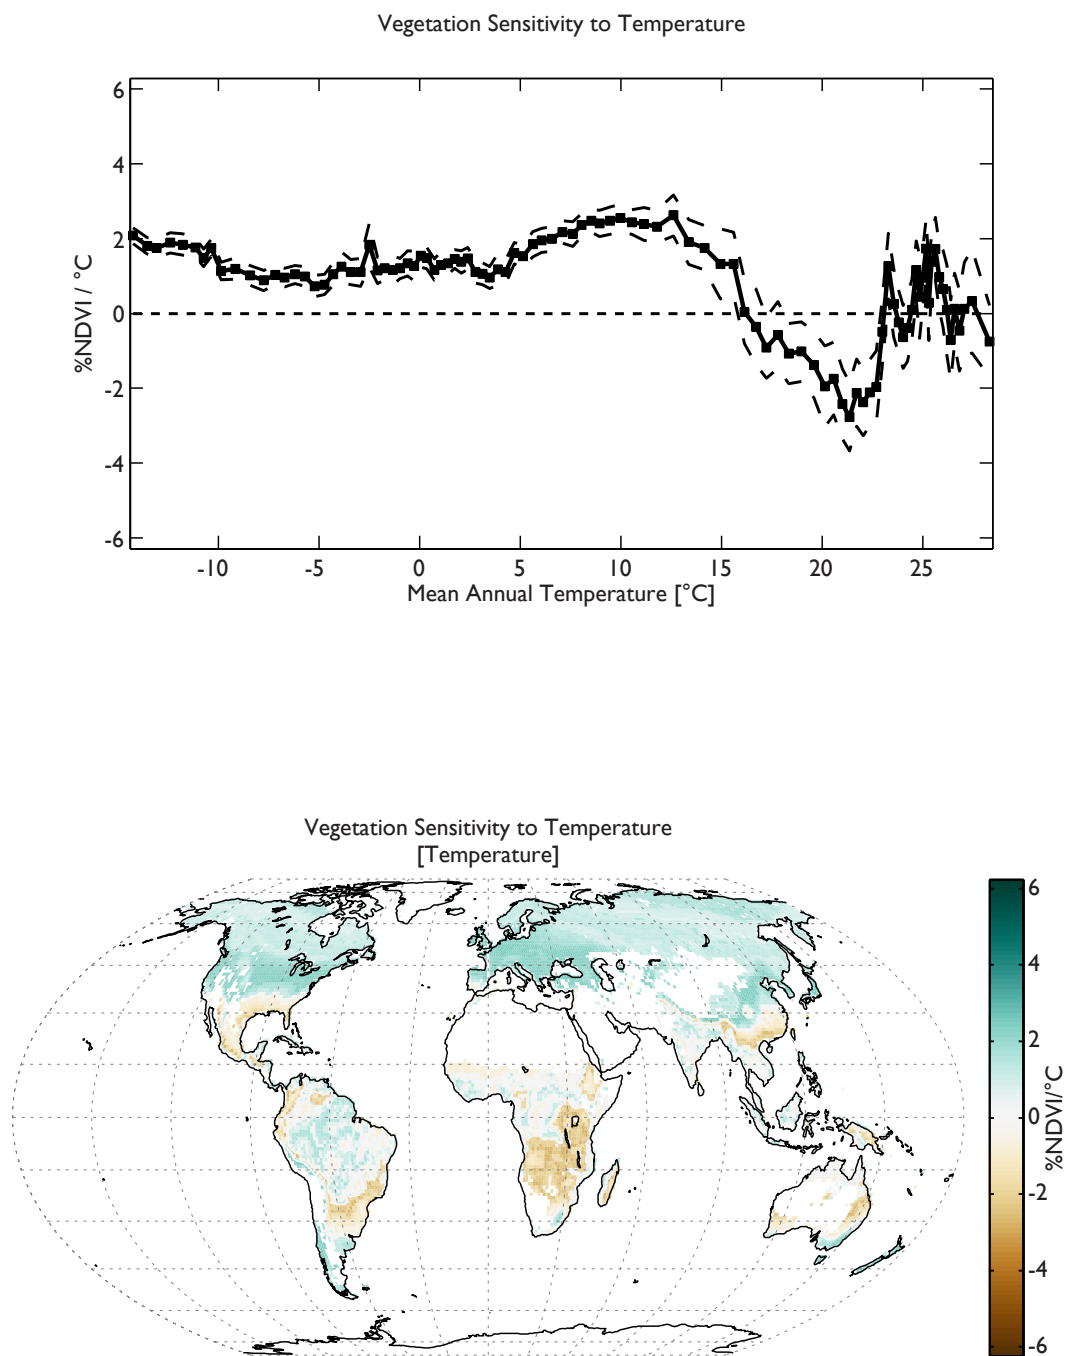 Vegetation Sensitivity to Temperature
6
4
2
0
-2
-4
-6
%NDVI / °C
-10 -5 0 5 10 15 20 25
Mean Annual Temperature [°C]
Vegetation Sensitivity to Temperature
[Temperature]
6
4
2
0
-2
-4
-6
%NDVI/°C